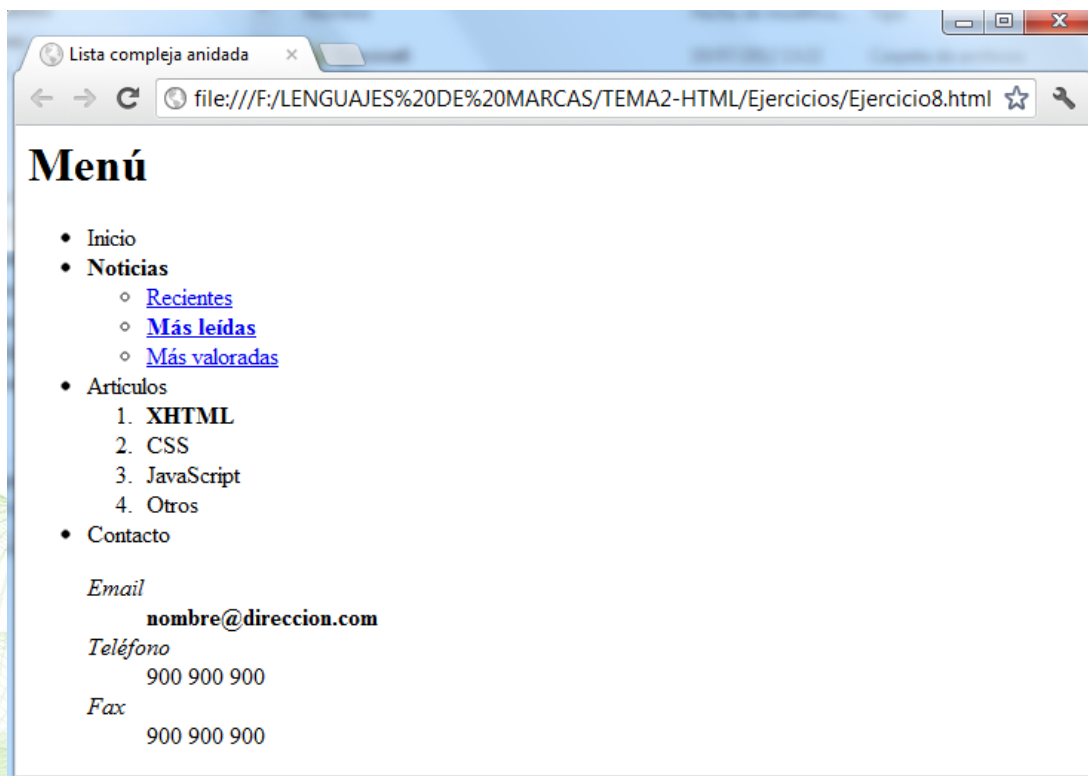 Lista compleja anidada
file:///F:/LENGUAJES%20DE%20MARCAS/TEMA2-HTML/Ejercicios/Ejercicio8.html
Menú
Inicio
Noticias
Recientes
Más leídas
Más valoradas
Artículos
1. XHTML
2. CSS
3. JavaScript
4. Otros
Contacto
Email
nombre@direccion.com
Teléfono
900 900 900
Fax
900 900 900